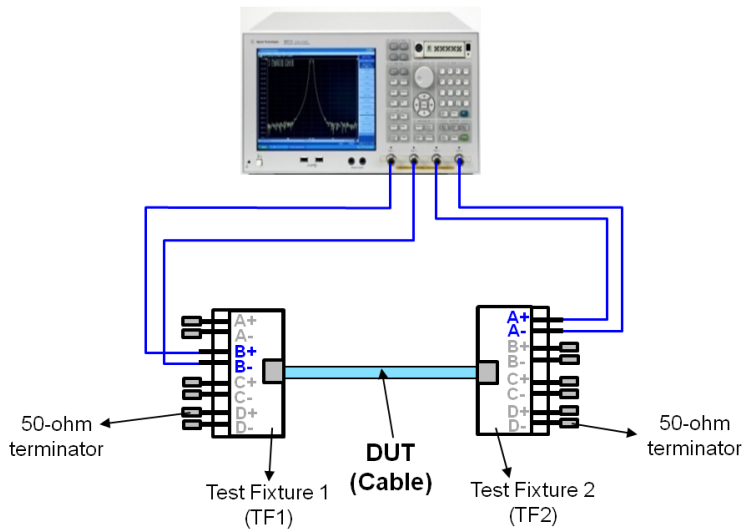 A+
A-
B+
B-
C+
C-
D+
D-
A+
A-
B+
B-
C+
C-
D+
D-
50-ohm
terminator
50-ohm
terminator
DUT
(Cable)
Test Fixture 1
(TF1)
Test Fixture 2
(TF2)